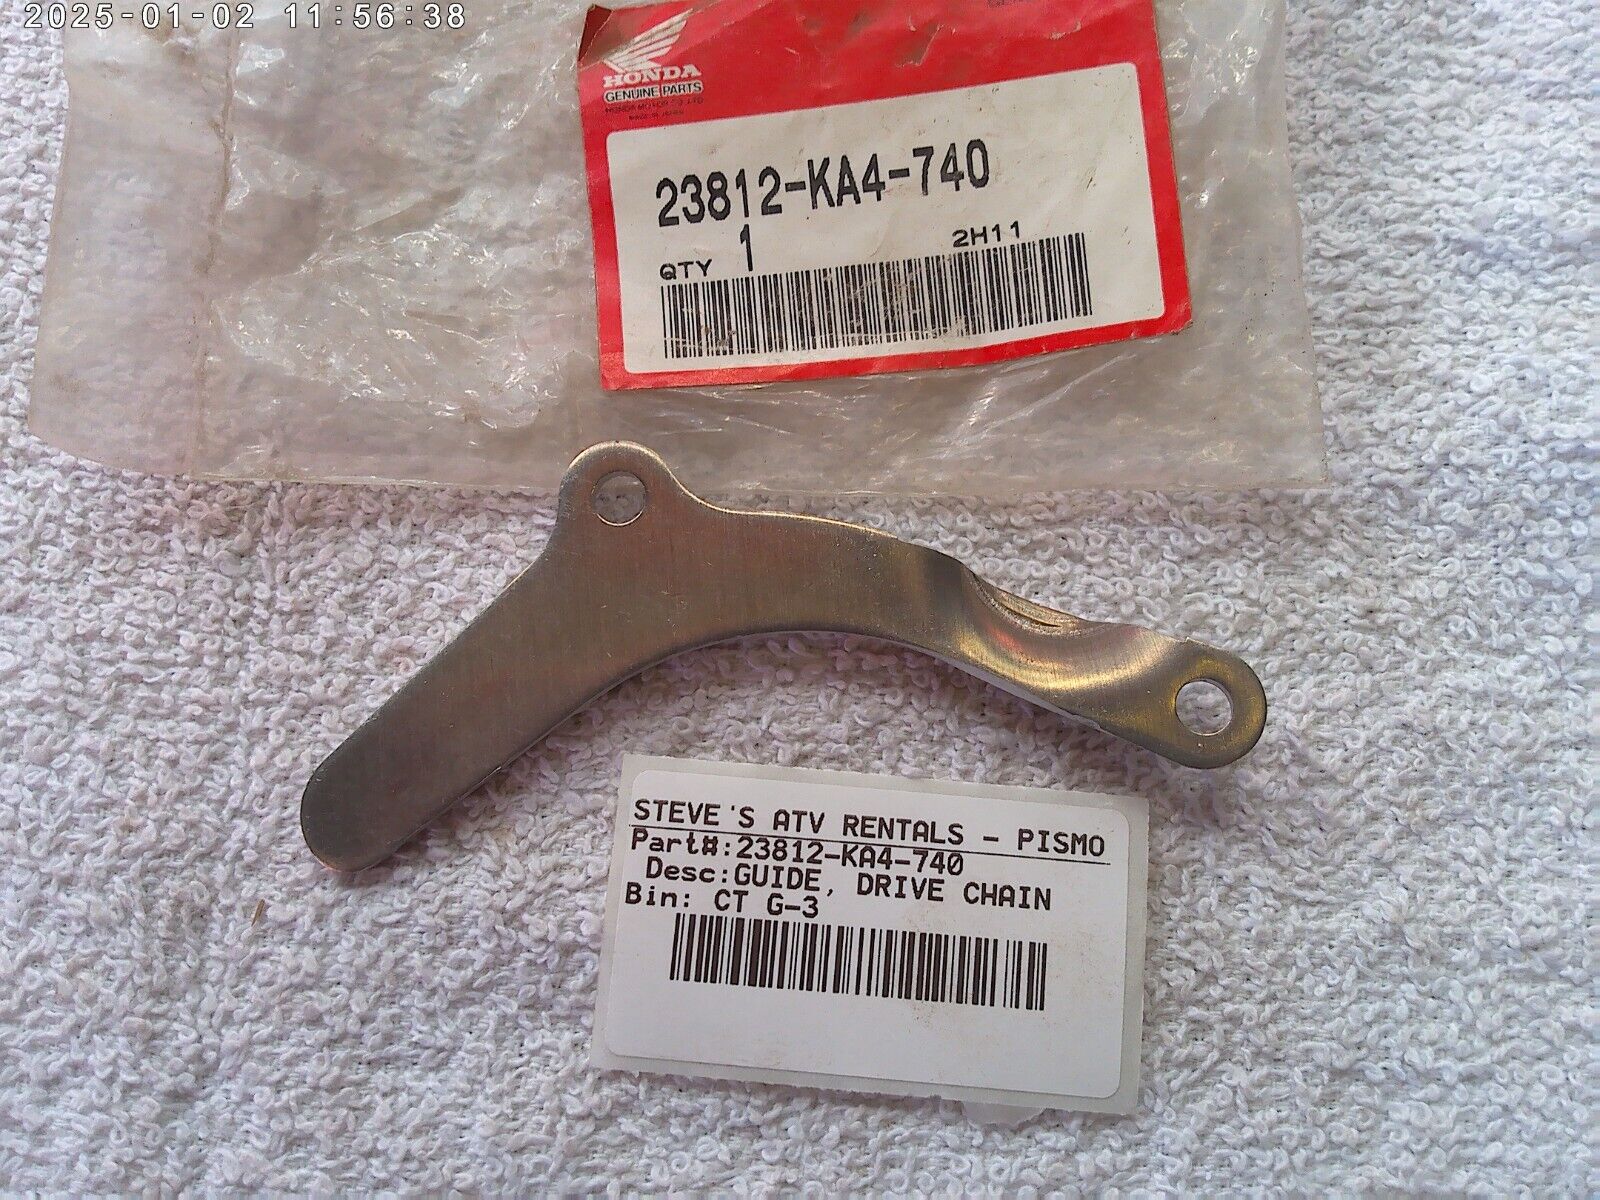 2025-01-02 11:56:38
HONDA
GENUINE PARTS
23812-KA4-740
QTY 1 2H11
STEVE'S ATV RENTALS - PISMO
Part#:23812-KA4-740
Desc:GUIDE, DRIVE CHAIN
Bin: CT G-3